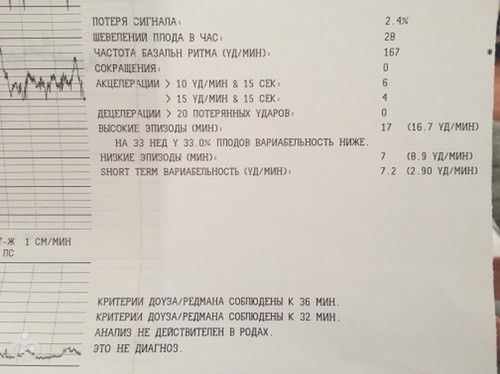 ПОТЕРЯ СИГНАЛА: 2.4%
ШЕВЕЛЕНИЙ ПЛОДА В ЧАС: 28
ЧАСТОТА БАЗАЛЬН РИТМА (УД/МИН): 167 *
СОКРАЩЕНИЯ: 0
АКЦЕЛЕРАЦИИ > 10 УД/МИН & 15 СЕК: 6
> 15 УД/МИН & 15 СЕК: 4
ДЕЦЕЛЕРАЦИИ > 20 ПОТЕРЯННЫХ УДАРОВ: 0
ВЫСОКИЕ ЭПИЗОДЫ (МИН): 17 (16.7 УД/МИН)
НА 33 НЕД У 33.0% ПЛОДОВ ВАРИАБЕЛЬНОСТЬ НИЖЕ.
НИЗКИЕ ЭПИЗОДЫ (МИН): 7 (8.9 УД/МИН)
SHORT TERM ВАРИАБЕЛЬНОСТЬ (УД/МИН): 7.2 (2.90 УД/МИН)
Т-Ж 1 СМ/МИН
ПС
КРИТЕРИИ ДОУЗА/РЕДМАНА СОБЛЮДЕНЫ К 36 МИН.
КРИТЕРИИ ДОУЗА/РЕДМАНА СОБЛЮДЕНЫ К 32 МИН.
АНАЛИЗ НЕ ДЕЙСТВИТЕЛЕН В РОДАХ.
ЭТО НЕ ДИАГНОЗ.